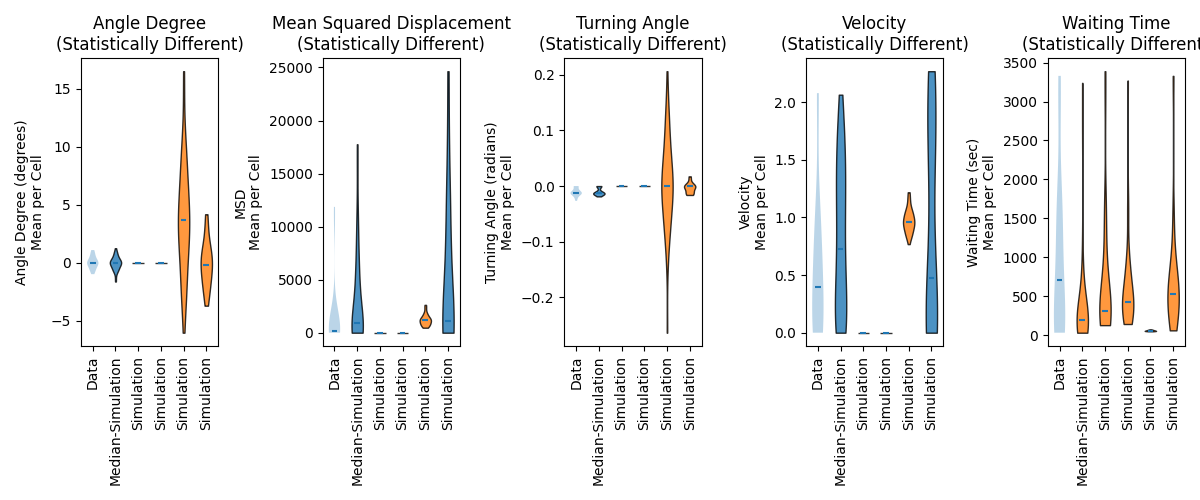 Angle Degree
(Statistically Different)
Angle Degree (degrees)
Mean per Cell
15
10
5
0
−5
Data
Median-Simulation
Simulation
Simulation
Simulation
Simulation
Mean Squared Displacement
(Statistically Different)
MSD
Mean per Cell
25000
20000
15000
10000
5000
0
Data
Median-Simulation
Simulation
Simulation
Simulation
Simulation
Turning Angle
(Statistically Different)
Turning Angle (radians)
Mean per Cell
0.2
0.1
0.0
−0.1
−0.2
Data
Median-Simulation
Simulation
Simulation
Simulation
Simulation
Velocity
(Statistically Different)
Velocity
Mean per Cell
2.0
1.5
1.0
0.5
0.0
Data
Median-Simulation
Simulation
Simulation
Simulation
Simulation
Waiting Time
(Statistically Different
Waiting Time (sec)
Mean per Cell
3500
3000
2500
2000
1500
1000
500
0
Data
Median-Simulation
Simulation
Simulation
Simulation
Simulation